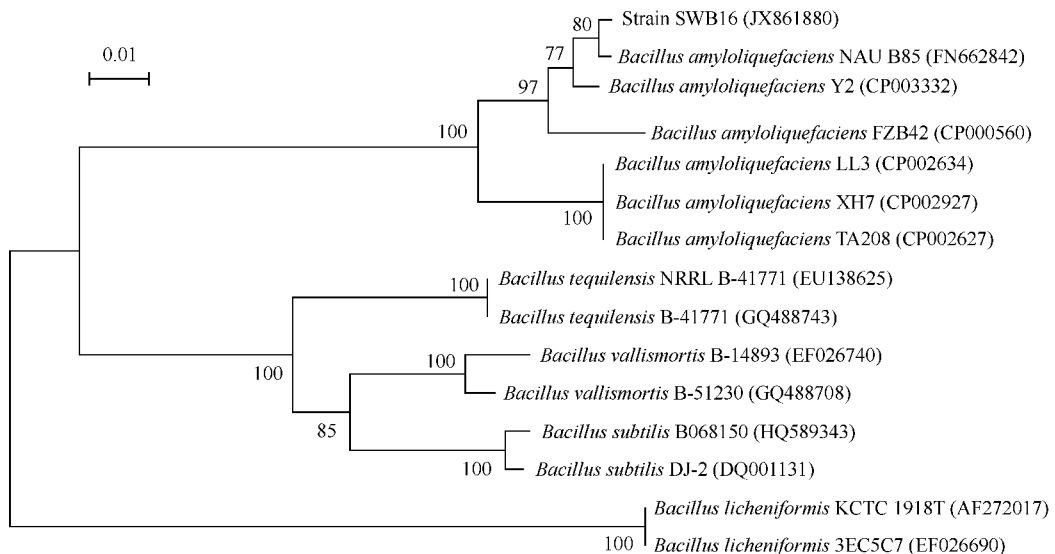 80
Strain SWB16 (JX861880)
0.01
77
Bacillus amyloliquefaciens NAU B85 (FN662842)
97
Bacillus amyloliquefaciens Y2 (CP003332)
100
Bacillus amyloliquefaciens FZB42 (CP000560)
Bacillus amyloliquefaciens LL3 (CP002634)
Bacillus amyloliquefaciens XH7 (CP002927)
100
Bacillus amyloliquefaciens TA208 (CP002627)
100
Bacillus tequilensis NRRL B-41771 (EU138625)
Bacillus tequilensis B-41771 (GQ488743)
100
100
Bacillus vallismortis B-14893 (EF026740)
Bacillus vallismortis B-51230 (GQ488708)
85
Bacillus subtilis B068150 (HQ589343)
100
Bacillus subtilis DJ-2 (DQ001131)
Bacillus licheniformis KCTC 1918T (AF272017)
100
Bacillus licheniformis 3EC5C7 (EF026690)